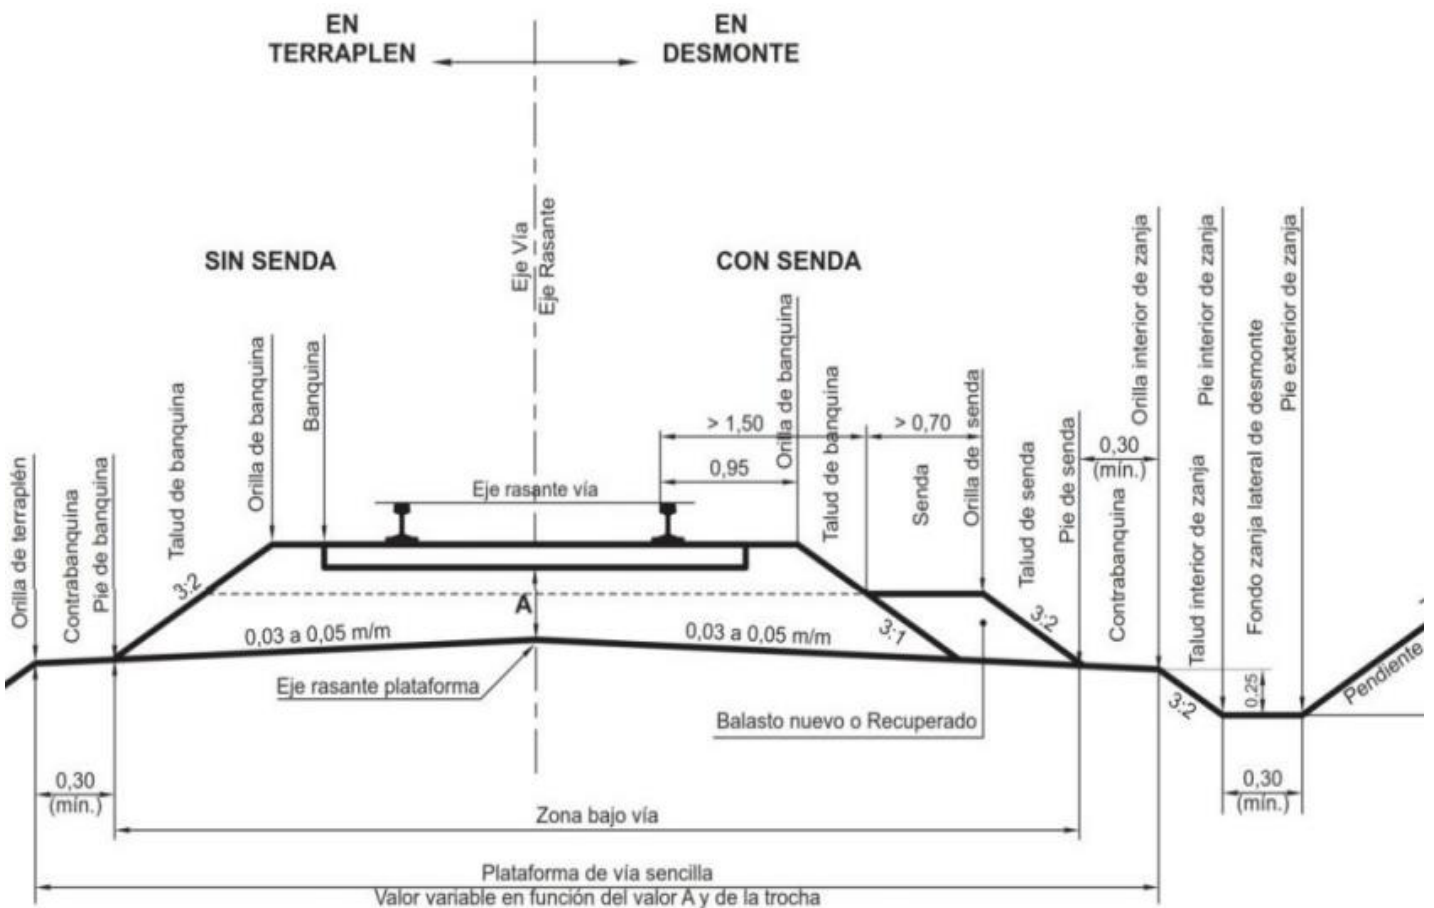 EN
TERRAPLEN
EN
DESMONTE
SIN SENDA
CON SENDA
Eje Vía
Eje Rasante
Orilla de terraplén
Contrabanquina
Pie de banquina
Talud de banquina
Orilla de banquina
Banquina
Eje rasante vía
> 1,50
> 0,70
0,95
Orilla de banquina
Talud de banquina
Senda
Orilla de senda
Talud de senda
Pie de senda
0,30
(mín.)
Contrabanquina
Orilla interior de zanja
Talud interior de zanja
Pie interior de zanja
Fondo zanja lateral de desmonte
Pie exterior de zanja
3:2
A
0,03 a 0,05 m/m
0,03 a 0,05 m/m
3:1
3:2
3:2
0,25
Pendiente
Eje rasante plataforma
Balasto nuevo o Recuperado
0,30
(mín.)
0,30
(mín.)
Zona bajo vía
Plataforma de vía sencilla
Valor variable en función del valor A y de la trocha